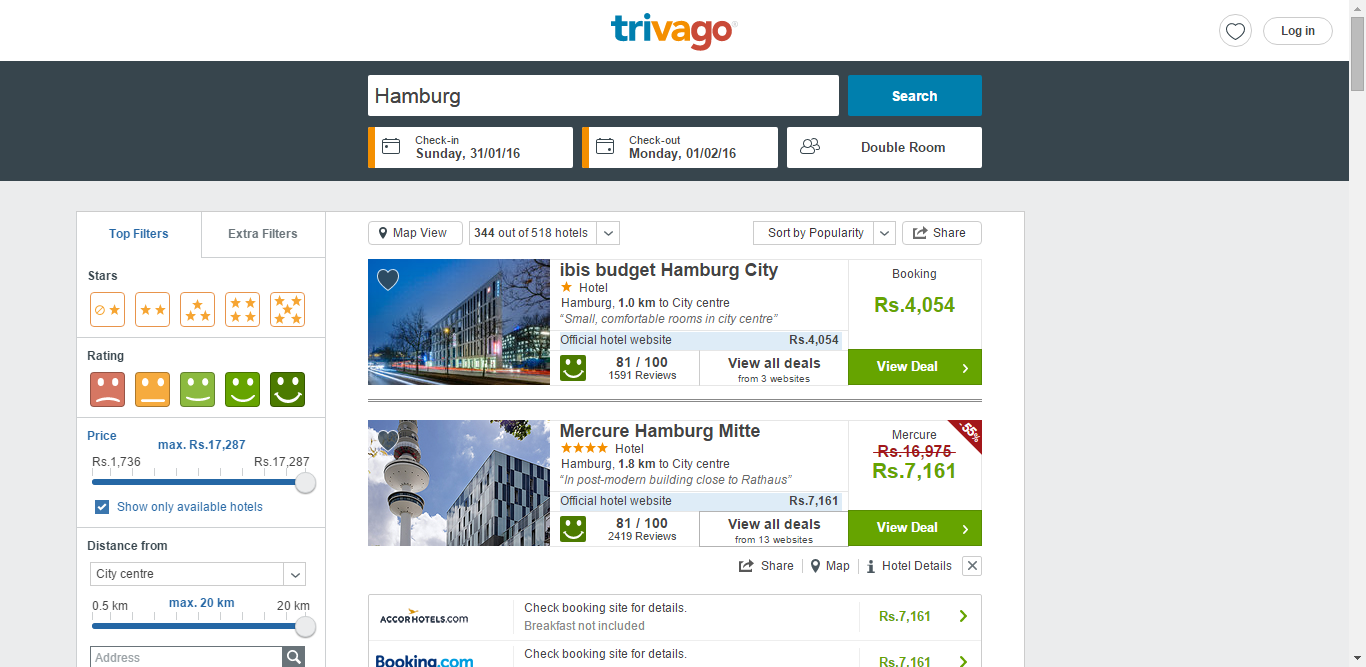 trivago
Log in
Hamburg
Search
Check-in
Sunday, 31/01/16
Check-out
Monday, 01/02/16
Double Room
Top Filters
Extra Filters
Stars
Rating
Price
max. Rs.17,287
Rs.1,736
Rs.17,287
Show only available hotels
Distance from
City centre
max. 20 km
0.5 km
20 km
Address
Map View
344 out of 518 hotels
Sort by Popularity
Share
ibis budget Hamburg City
Hotel
Hamburg, 1.0 km to City centre
“Small, comfortable rooms in city centre”
Official hotel website
Rs.4,054
81 / 100
1591 Reviews
View all deals
from 3 websites
Booking
Rs.4,054
View Deal
Mercure Hamburg Mitte
Hotel
Hamburg, 1.8 km to City centre
“In post-modern building close to Rathaus”
Official hotel website
Rs.7,161
81 / 100
2419 Reviews
View all deals
from 13 websites
-55%
Mercure
Rs.16,975
Rs.7,161
View Deal
Share
Map
Hotel Details
ACCORHOTELS.com
Check booking site for details.
Breakfast not included
Rs.7,161
Booking.com
Check booking site for details.
Rs.7,161